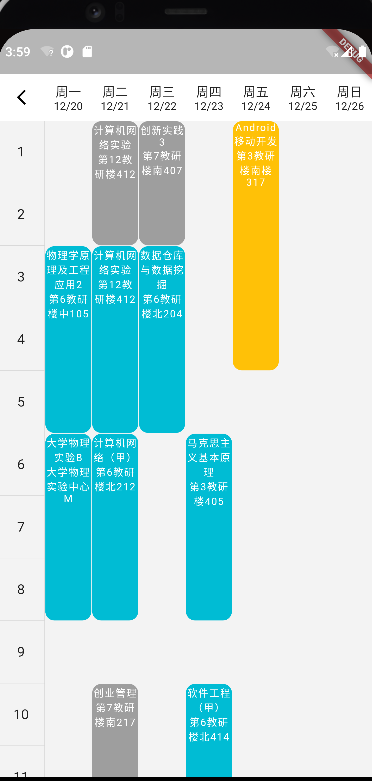 3:59
DEBUG
周一 周二 周三 周四 周五 周六 周日
12/20 12/21 12/22 12/23 12/24 12/25 12/26
1
计算机网
络实验
第12教
研楼412
创新实践
3
第7教研
楼南407
Android
移动开发
第3教研
楼南楼
317
2
3
物理学原
理及工程
应用2
第6教研
楼中105
计算机网
络实验
第12教
研楼412
数据仓库
与数据挖
掘
第6教研
楼北204
4
5
6
大学物理
实验B
大学物理
实验中心
M
计算机网
络（甲）
第6教研
楼北212
马克思主
义基本原
理
第3教研
楼405
7
8
9
10
创业管理
第7教研
楼南217
软件工程
（甲）
第6教研
楼北414
11